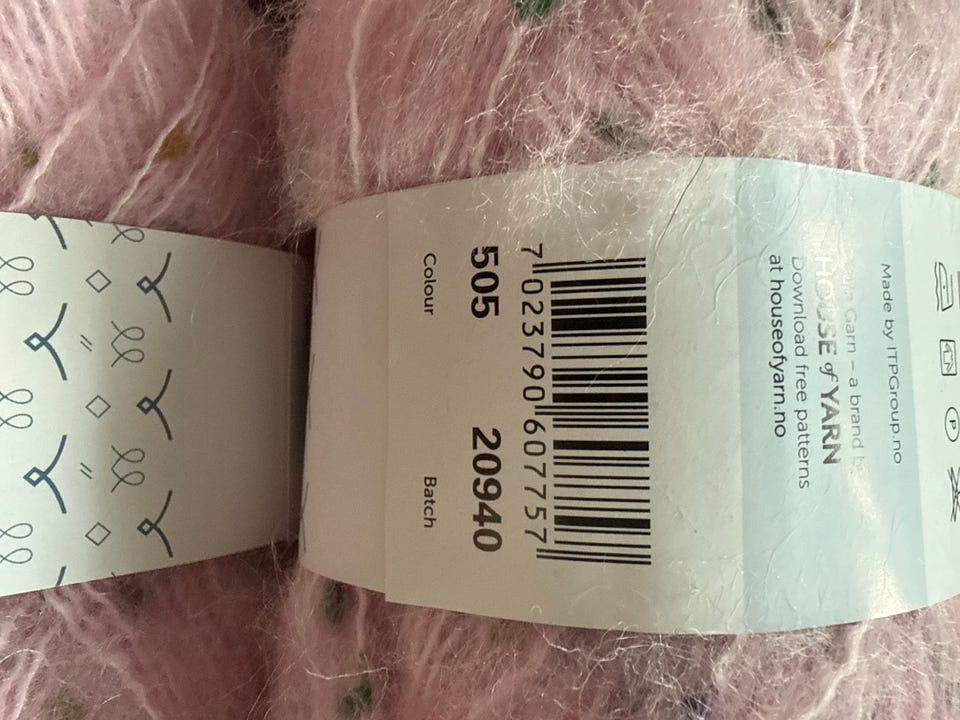 Made by ITPGroup.no
Garn – a brand
HOUSE of YARN
Download free patterns
at houseofyarn.no
7 023790 607757
505 20940
Colour Batch
P